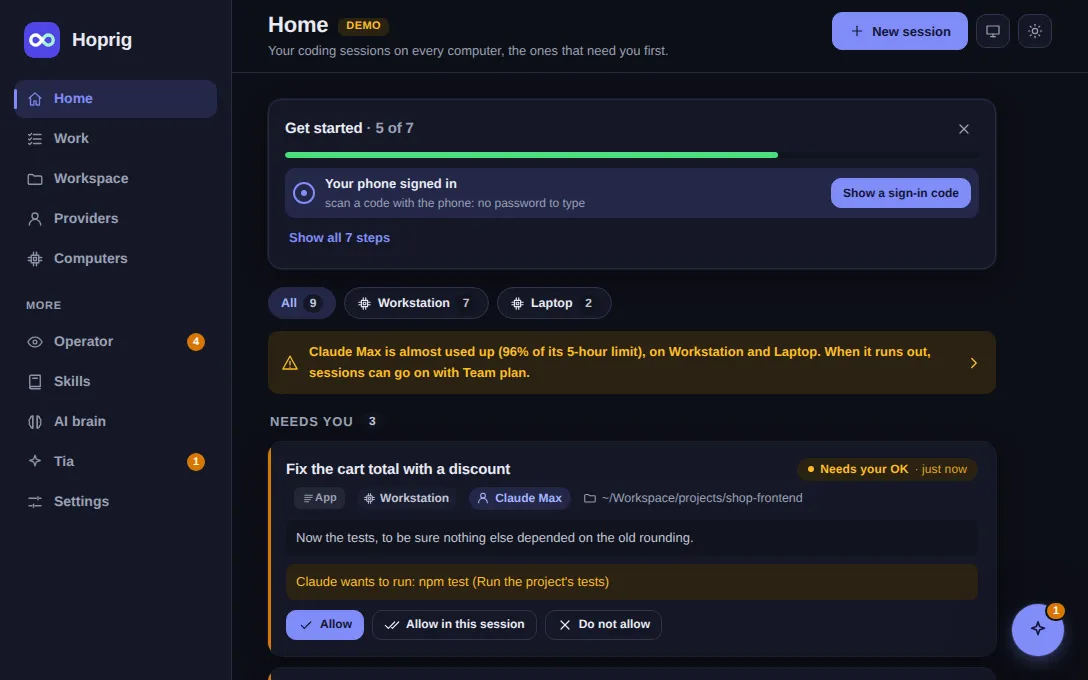 Hoprig
Home
Work
Workspace
Providers
Computers
MORE
Operator 4
Skills
AI brain
Tia 1
Settings
Home DEMO
Your coding sessions on every computer, the ones that need you first.
New session
Get started · 5 of 7
Your phone signed in
scan a code with the phone: no password to type
Show a sign-in code
Show all 7 steps
All 9
Workstation 7
Laptop 2
Claude Max is almost used up (96% of its 5-hour limit), on Workstation and Laptop. When it runs out,
sessions can go on with Team plan.
NEEDS YOU 3
Fix the cart total with a discount
Needs your OK · just now
App Workstation Claude Max ~/Workspace/projects/shop-frontend
Now the tests, to be sure nothing else depended on the old rounding.
Claude wants to run: npm test (Run the project's tests)
Allow
Allow in this session
Do not allow
1